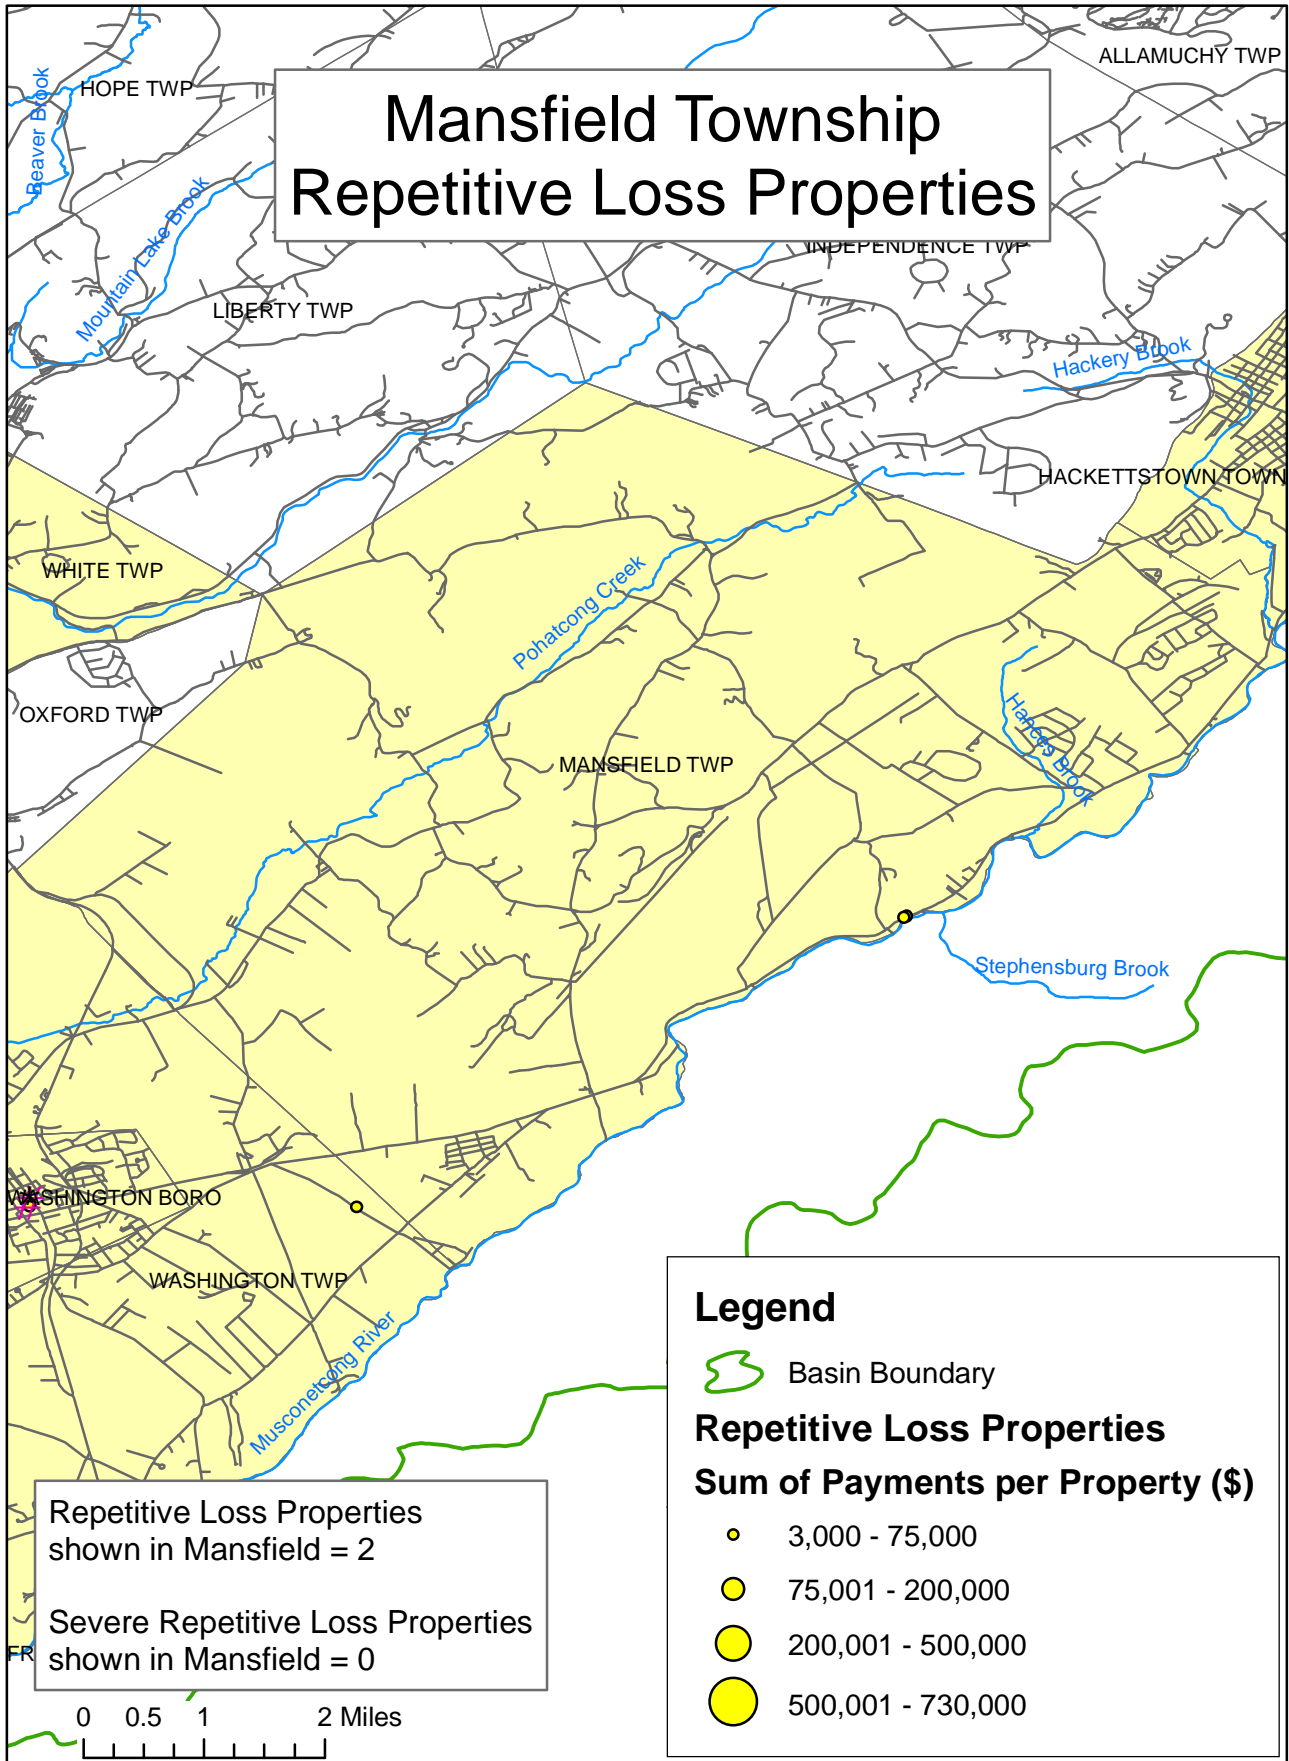 ALLAMUCHY TWP
HOPE TWP
Beaver Brook
Mansfield Township
Repetitive Loss Properties
Mountain Lake Brook
INDEPENDENCE TWP
LIBERTY TWP
Hackery Brook
HACKETTSTOWN TOWN
WHITE TWP
Pohatcong Creek
OXFORD TWP
Hances Brook
MANSFIELD TWP
Stephensburg Brook
WASHINGTON BORO
WASHINGTON TWP
Musconetcong River
Legend
Basin Boundary
Repetitive Loss Properties
Sum of Payments per Property ($)
3,000 - 75,000
75,001 - 200,000
200,001 - 500,000
500,001 - 730,000
Repetitive Loss Properties
shown in Mansfield = 2
Severe Repetitive Loss Properties
shown in Mansfield = 0
FR
0 0.5 1 2 Miles